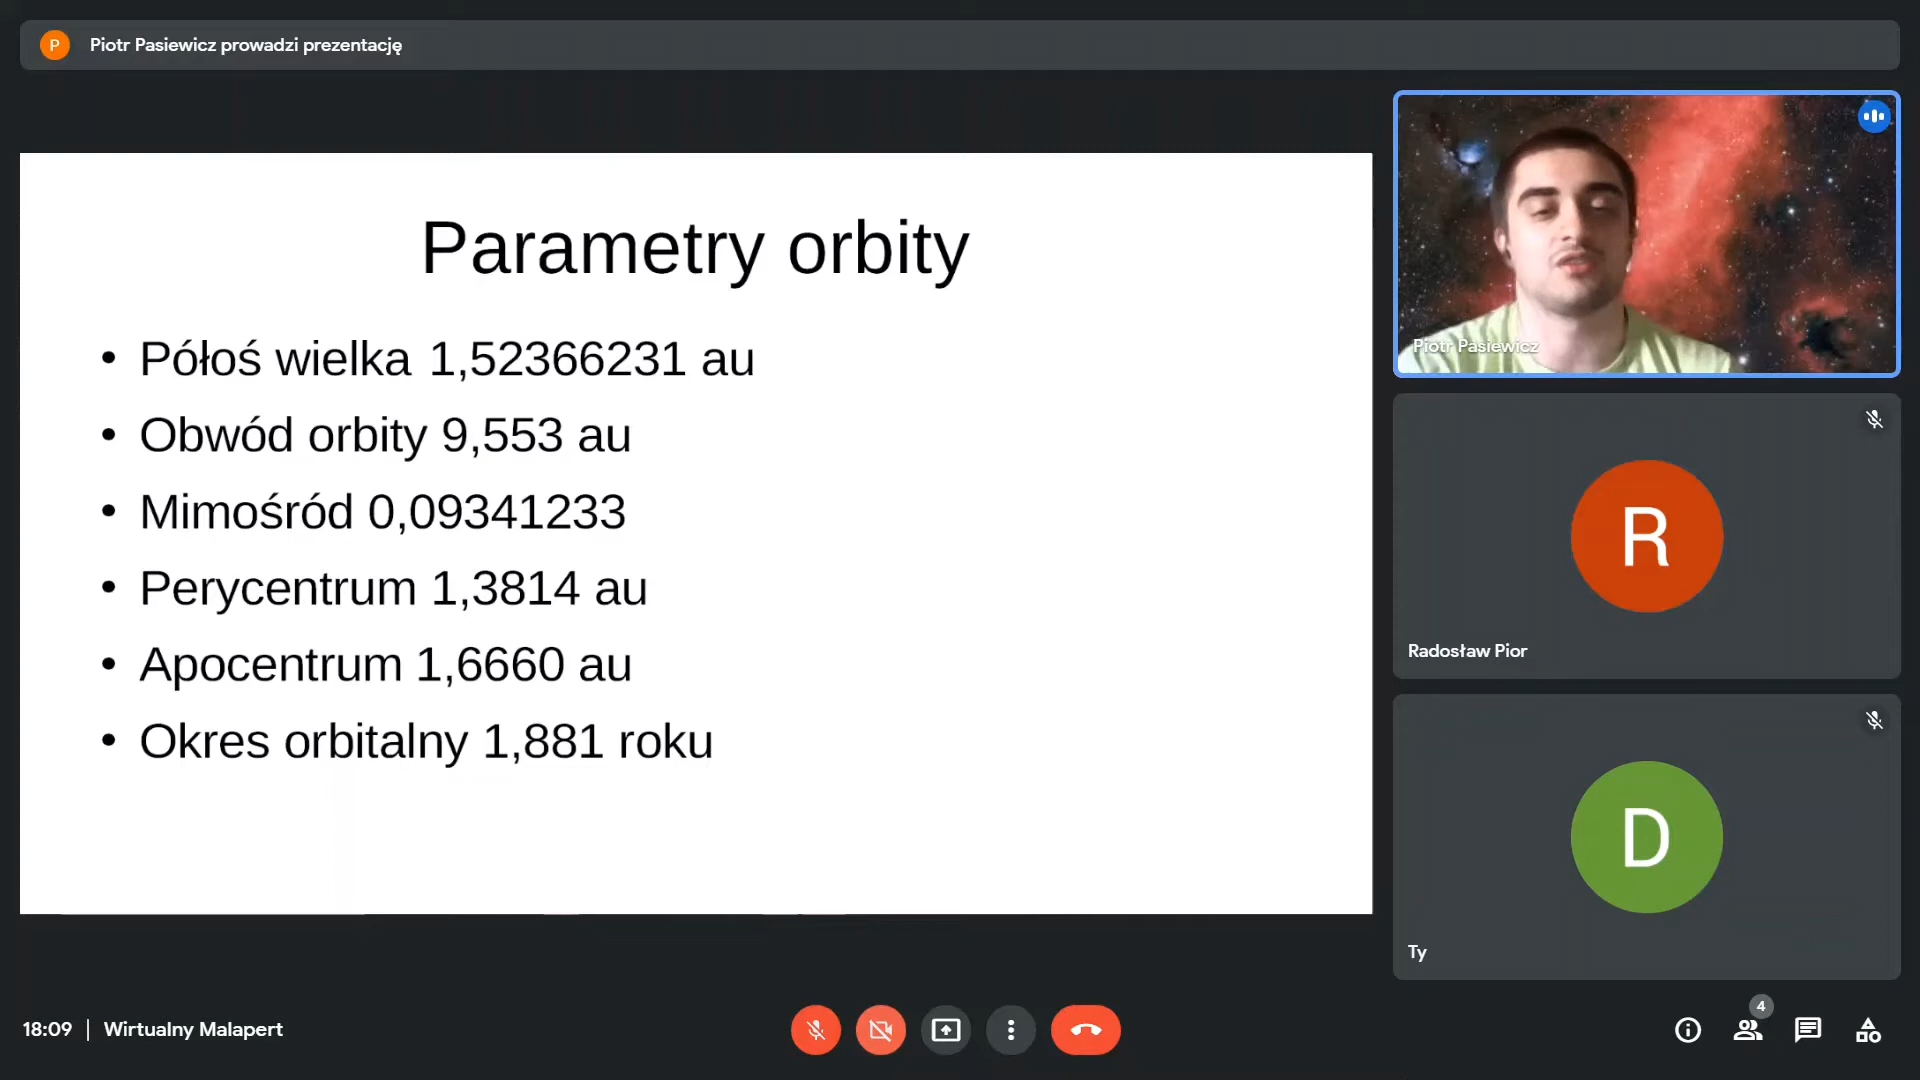 P
Piotr Pasiewicz prowadzi prezentację
Parametry orbity
• Półoś wielka 1,52366231 au
• Obwód orbity 9,553 au
• Mimośród 0,09341233
• Perycentrum 1,3814 au
• Apocentrum 1,6660 au
• Okres orbitalny 1,881 roku
Piotr Pasiewicz
R
Radosław Pior
D
Ty
18:09 | Wirtualny Malapert
4